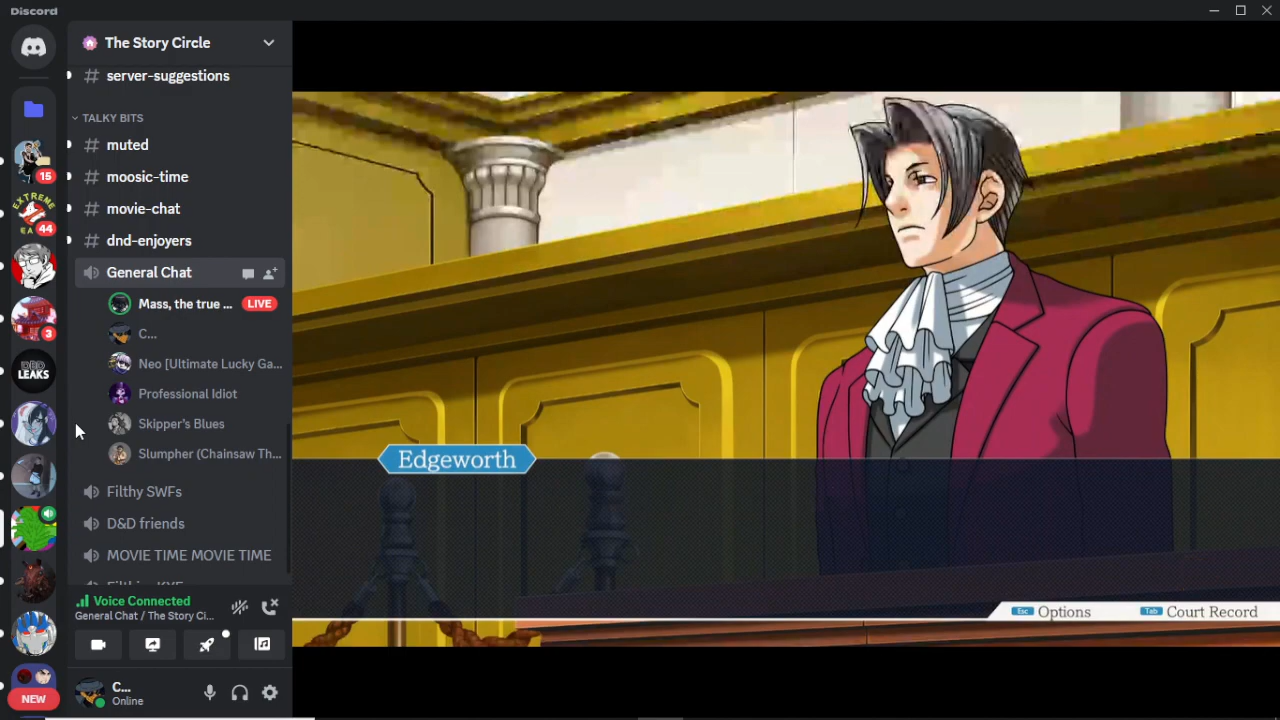 Discord
The Story Circle
# server-suggestions
TALKY BITS
# muted
# moosic-time
# movie-chat
# dnd-enjoyers
General Chat
Mass, the true ... LIVE
C...
Neo [Ultimate Lucky Ga...
Professional Idiot
Skipper's Blues
Slumpher (Chainsaw Th...
Filthy SWFs
D&D friends
MOVIE TIME MOVIE TIME
Voice Connected
General Chat / The Story Ci...
C...
Online
15
EXTREME
44
3
LEAKS
NEW
Edgeworth
Esc Options
Tab Court Record